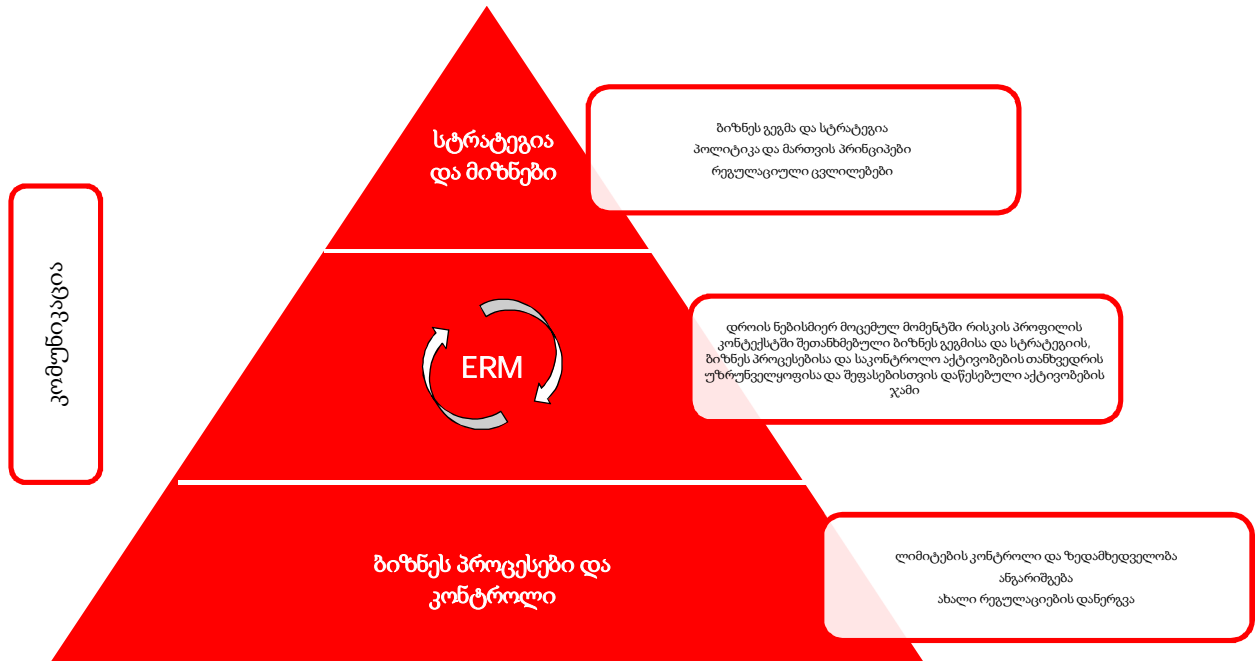 სტრატეგია
და მიზნები
ბიზნეს გეგმა და სტრატეგია
პოლიტიკა და მართვის პრინციპები
რეგულაციული ცვლილებები
კომუნიკაცია
ERM
დროის ნებისმიერ მოცემულ მომენტში რისკის პროფილის
კონტექსტში შეთანხმებული ბიზნეს გეგმისა და სტრატეგიის,
ბიზნეს პროცესებისა და საკონტროლო აქტივობების თანხვედრის
უზრუნველყოფისა და შეფასებისთვის დაწესებული აქტივობების
ჯამი
ბიზნეს პროცესები და
კონტროლი
ლიმიტების კონტროლი და ზედამხედველობა
ანგარიშგება
ახალი რეგულაციების დანერგვა